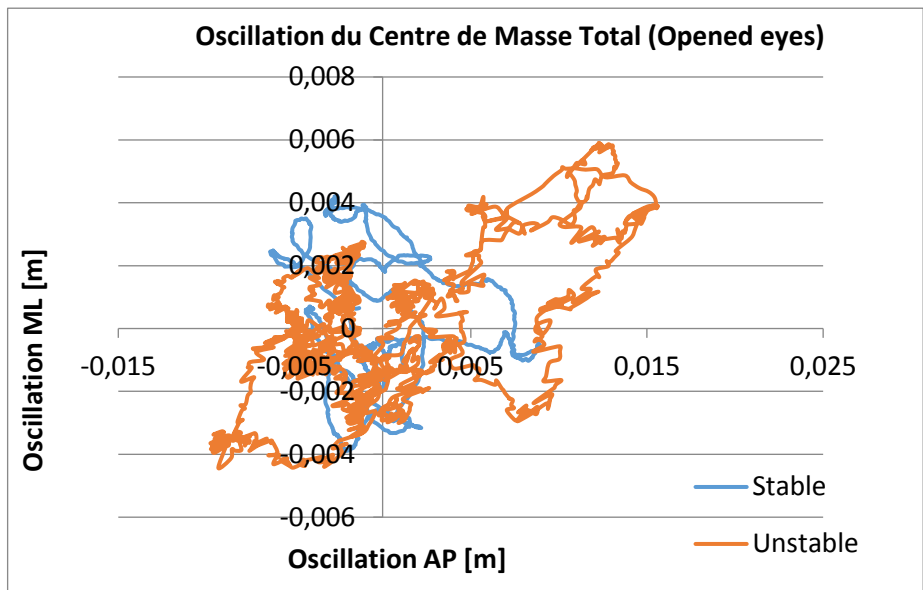 Oscillation du Centre de Masse Total (Opened eyes)
0,008
0,006
0,004
0,002
0
-0,015 -0,005 0,005 0,015 0,025
-0,002
-0,004
-0,006
Oscillation ML [m]
Oscillation AP [m]
Stable
Unstable